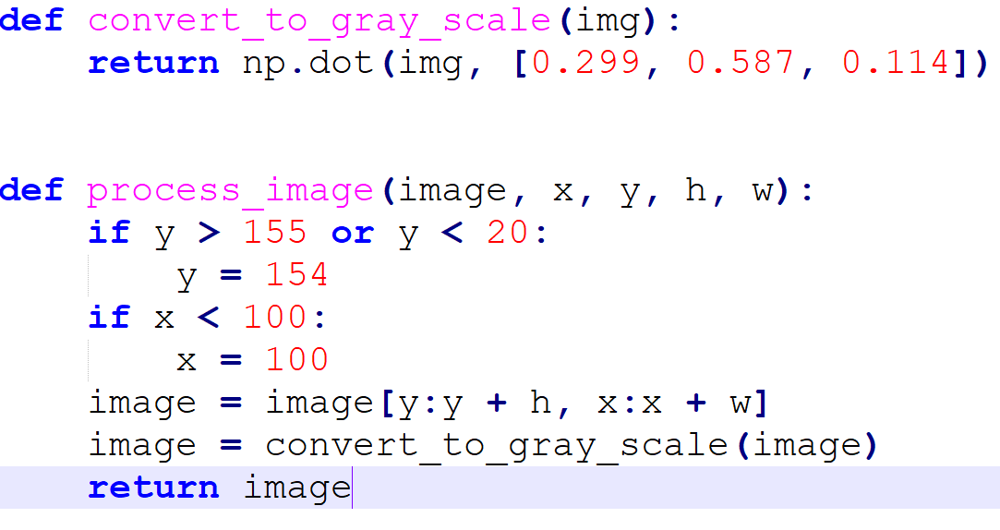 def convert_to_gray_scale(img):
    return np.dot(img, [0.299, 0.587, 0.114])
def process_image(image, x, y, h, w):
    if y > 155 or y < 20:
        y = 154
    if x < 100:
        x = 100
    image = image[y:y + h, x:x + w]
    image = convert_to_gray_scale(image)
    return image